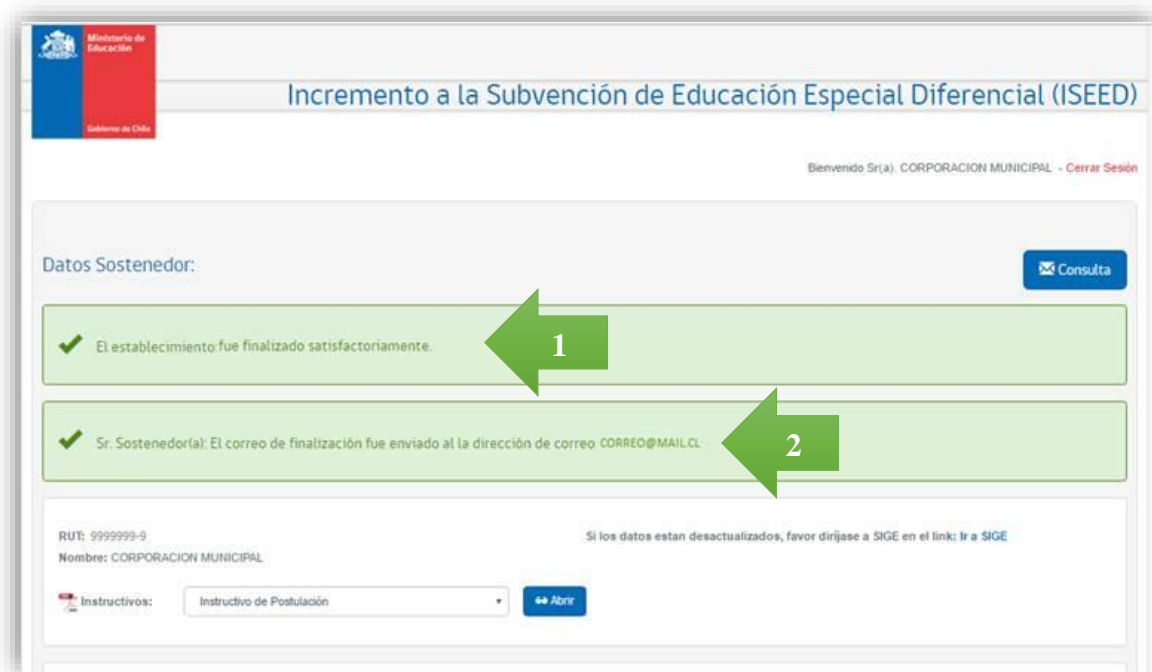 Ministerio de
Educación
Gobierno de Chile
Incremento a la Subvención de Educación Especial Diferencial (ISEED)
Bienvenido Sr(a). CORPORACION MUNICIPAL - Cerrar Sesión
Datos Sostenedor:
Consulta
El establecimiento fue finalizado satisfactoriamente.
1
Sr. Sostenedor(a): El correo de finalización fue enviado al la dirección de correo CORREO@MAIL.CL
2
RUT: 9999999-9
Si los datos estan desactualizados, favor diríjase a SIGE en el link: Ir a SIGE
Nombre: CORPORACION MUNICIPAL
Instructivos:
Instructivo de Postulación
Abrir